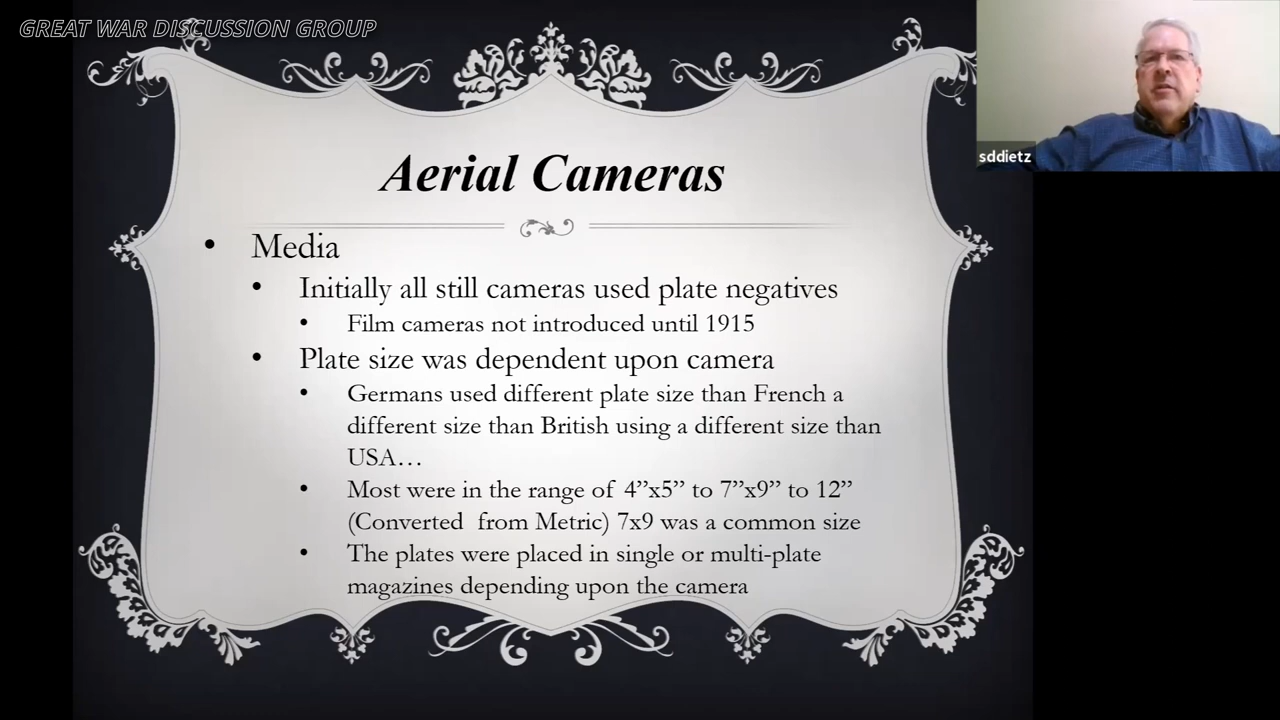 GREAT WAR DISCUSSION GROUP
sddietz
Aerial Cameras
• Media
• Initially all still cameras used plate negatives
• Film cameras not introduced until 1915
• Plate size was dependent upon camera
• Germans used different plate size than French a
different size than British using a different size than
USA…
• Most were in the range of 4”x5” to 7”x9” to 12”
(Converted from Metric) 7x9 was a common size
• The plates were placed in single or multi-plate
magazines depending upon the camera